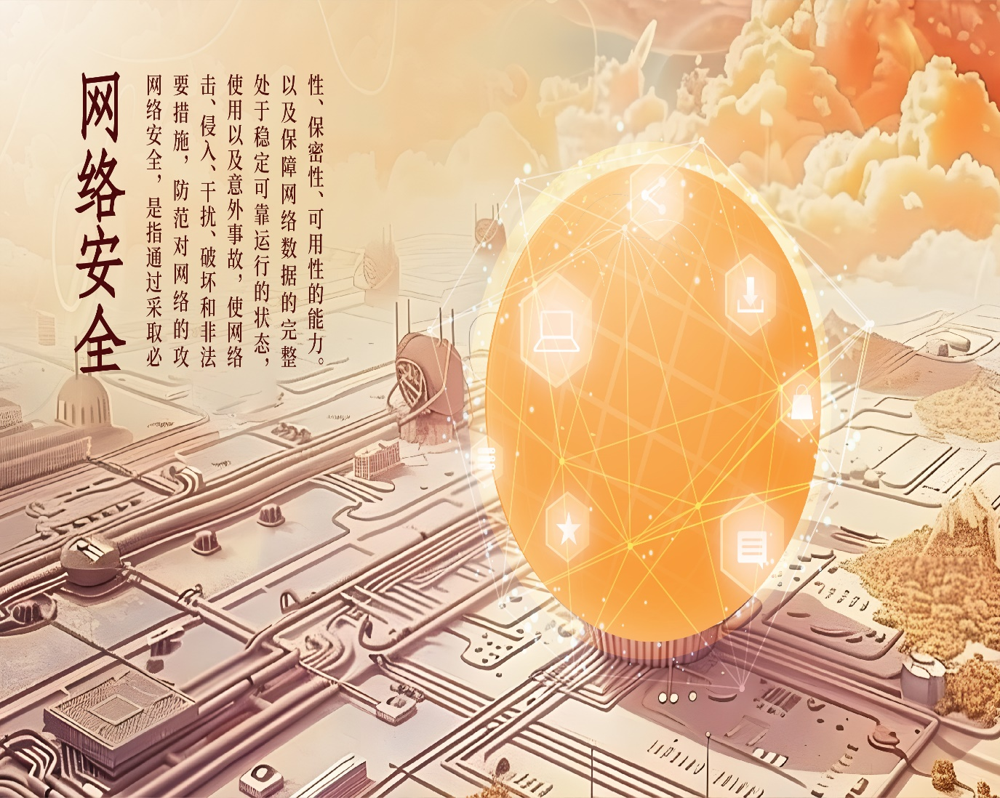 网络安全
网络安全，是指通过采取必
要措施，防范对网络的攻
击、侵入、干扰、破坏和非法
使用以及意外事故，使网络
处于稳定可靠运行的状态，
以及保障网络数据的完整
性、保密性、可用性的能力。